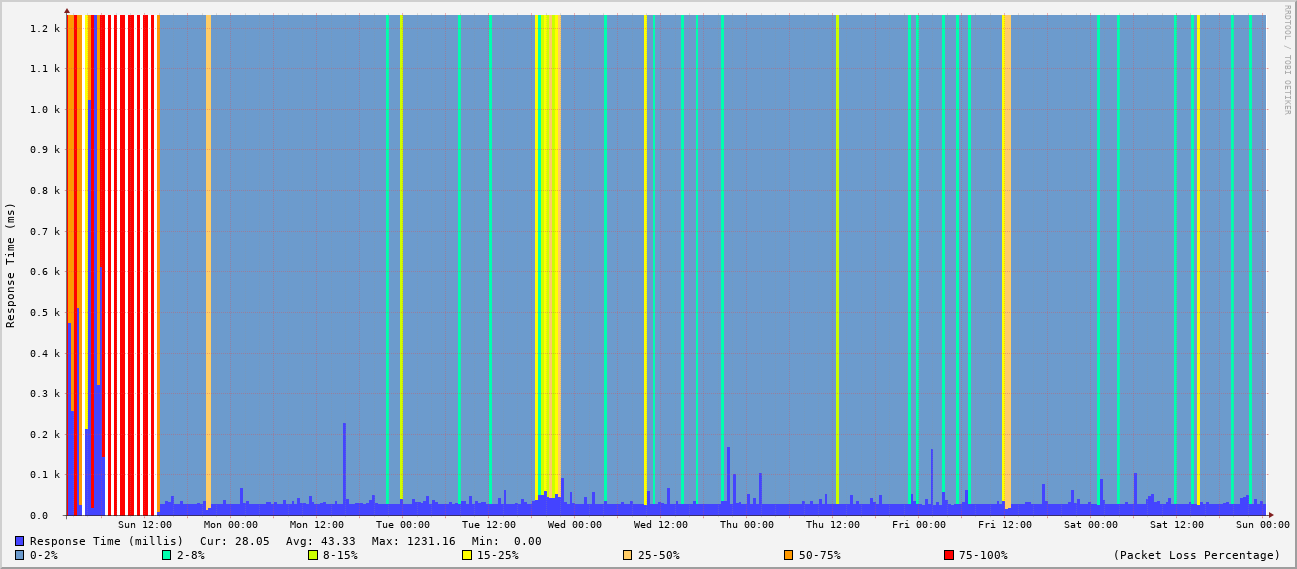 RRDTOOL / TOBI OETIKER
Response Time (ms)
1.2 k
1.1 k
1.0 k
0.9 k
0.8 k
0.7 k
0.6 k
0.5 k
0.4 k
0.3 k
0.2 k
0.1 k
0.0
Sun 12:00 Mon 00:00 Mon 12:00 Tue 00:00 Tue 12:00 Wed 00:00 Wed 12:00 Thu 00:00 Thu 12:00 Fri 00:00 Fri 12:00 Sat 00:00 Sat 12:00 Sun 00:00
Response Time (millis) Cur: 28.05 Avg: 43.33 Max: 1231.16 Min: 0.00
0-2% 2-8% 8-15% 15-25% 25-50% 50-75% 75-100% (Packet Loss Percentage)